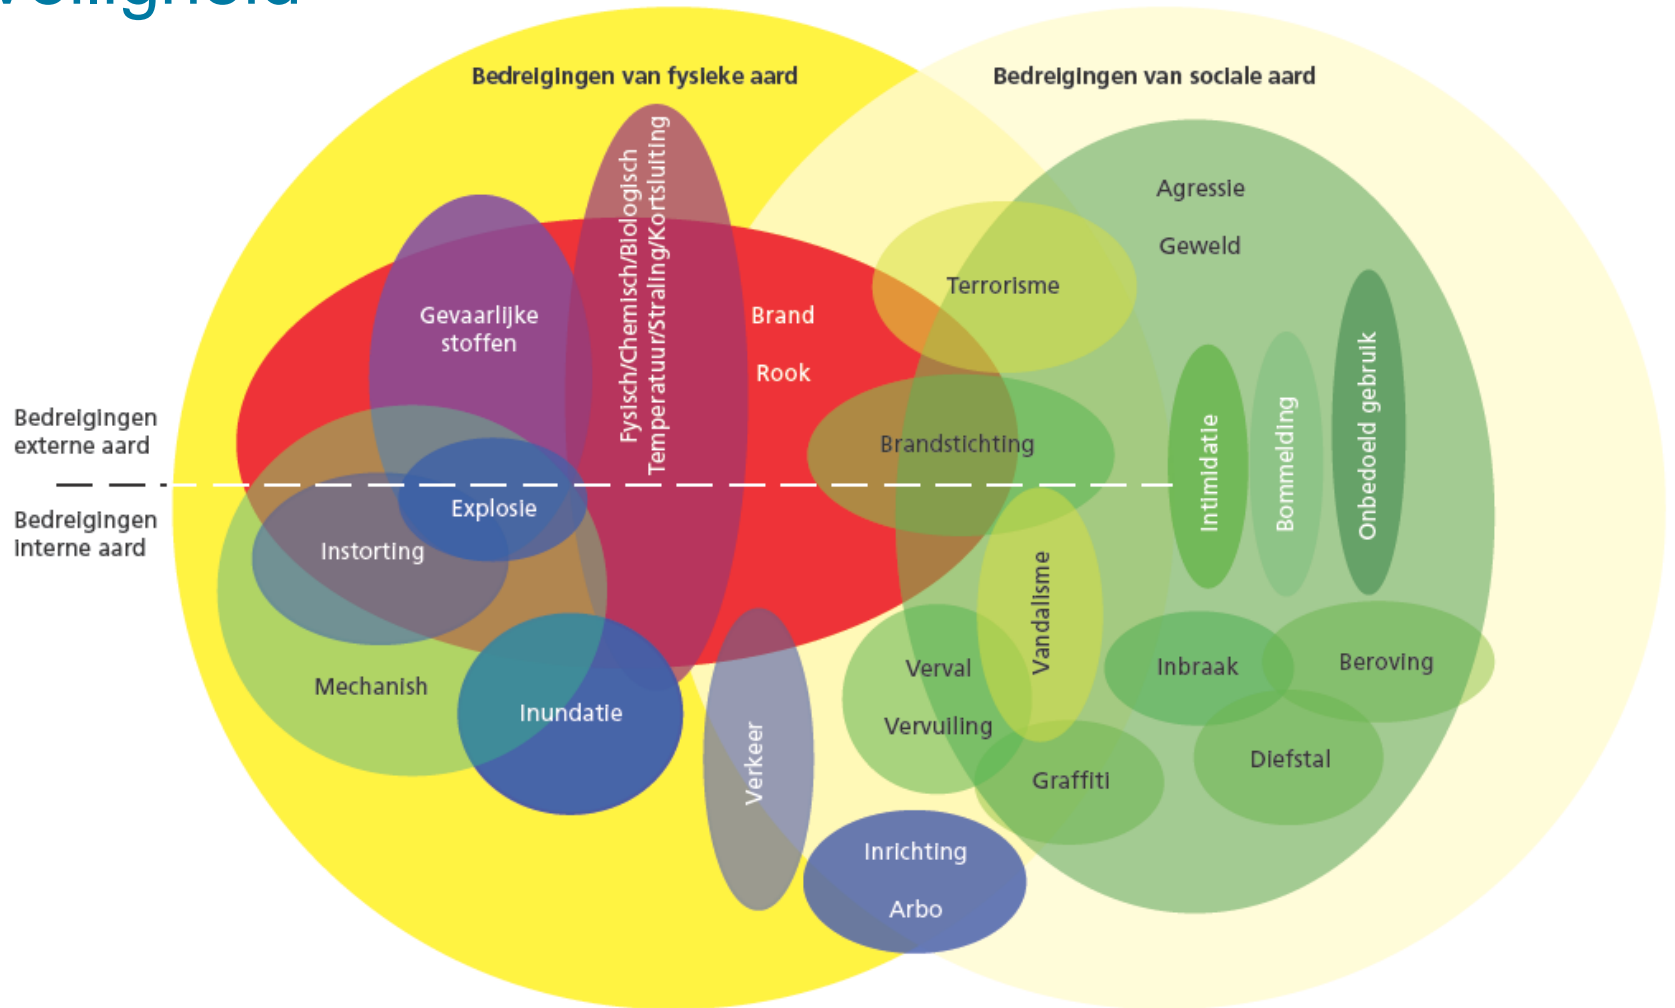 Bedreigingen van fysieke aard
Bedreigingen van sociale aard
Fysisch/Chemisch/Biologisch
Temperatuur/Straling/Kortsluiting
Agressie
Geweld
Terrorisme
Gevaarlijke
stoffen
Brand
Rook
Brandstichting
Intimidatie
Bommelding
Onbedoeld gebruik
Bedreigingen
externe aard
Bedreigingen
interne aard
Explosie
Instorting
Vandalisme
Mechanish
Inundatie
Verkeer
Verval
Vervuiling
Inbraak
Beroving
Graffiti
Diefstal
Inrichting
Arbo